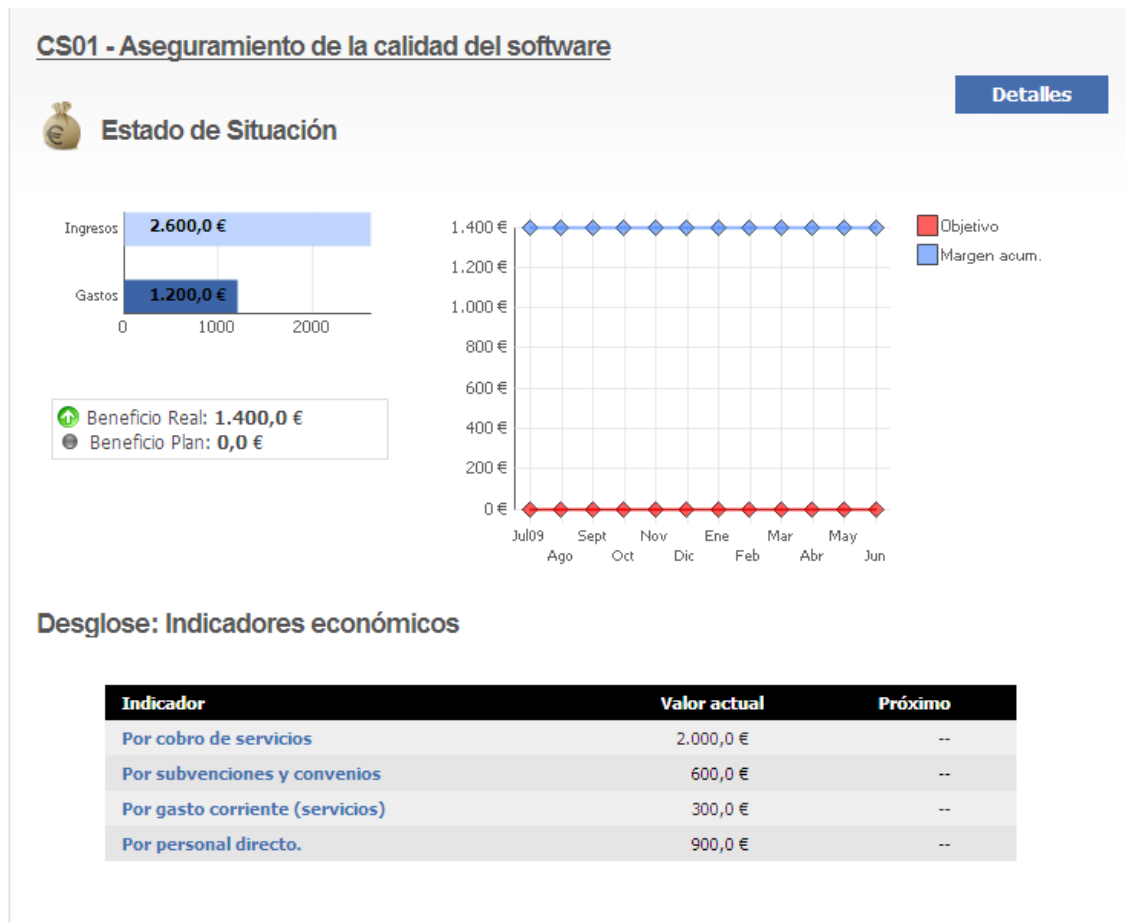 CS01 - Aseguramiento de la calidad del software
Detalles
Estado de Situación
Ingresos 2.600,0 €
Gastos 1.200,0 €
0 1000 2000
Beneficio Real: 1.400,0 €
Beneficio Plan: 0,0 €
1.400 €
1.200 €
1.000 €
800 €
600 €
400 €
200 €
0 €
Jul09 Sept Nov Ene Mar May
Ago Oct Dic Feb Abr Jun
Objetivo
Margen acum.
Desglose: Indicadores económicos
Indicador Valor actual Próximo
Por cobro de servicios 2.000,0 € --
Por subvenciones y convenios 600,0 € --
Por gasto corriente (servicios) 300,0 € --
Por personal directo. 900,0 € --